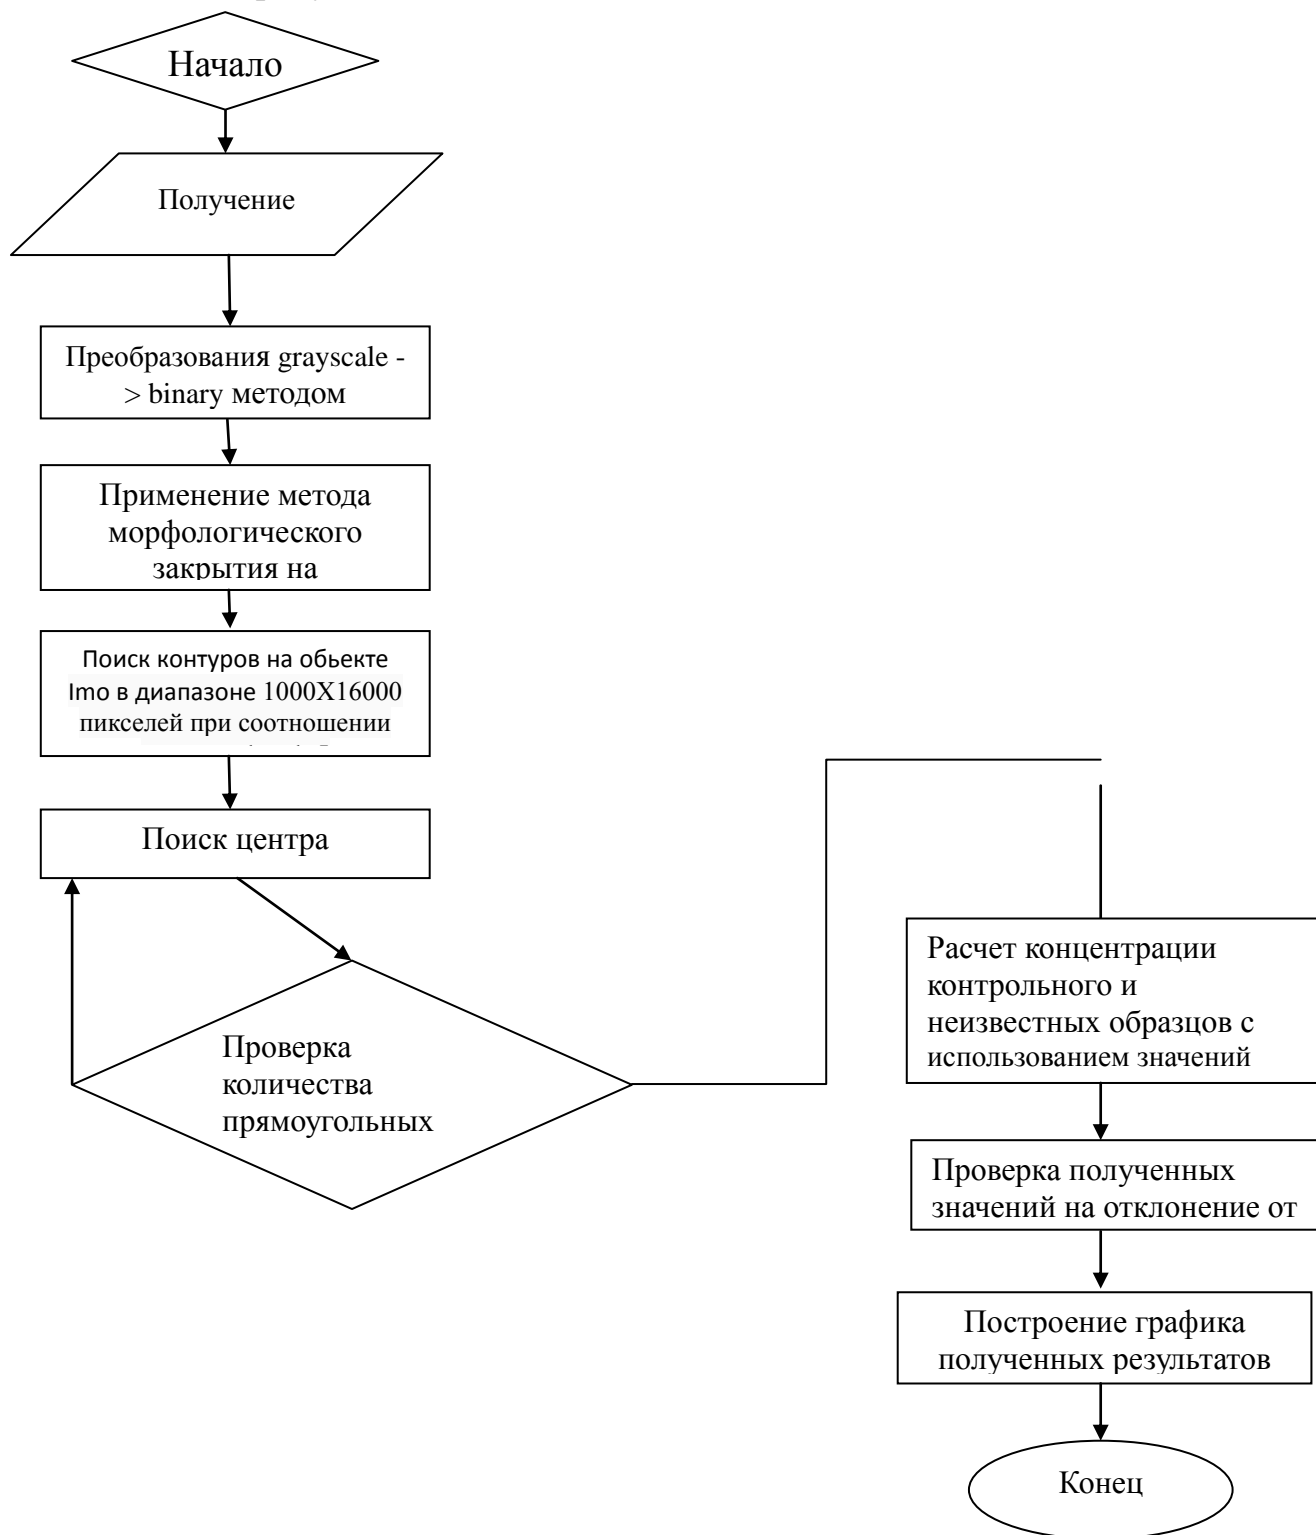 Начало
Получение
Преобразования grayscale -
> binary методом
Применение метода
морфологического
закрытия на
Поиск контуров на обьекте
Imo в диапазоне 1000X16000
пикселей при соотношении
Поиск центра
Проверка
количества
прямоугольных
Расчет концентрации
контрольного и
неизвестных образцов с
использованием значений
Проверка полученных
значений на отклонение от
Построение графика
полученных результатов
Конец